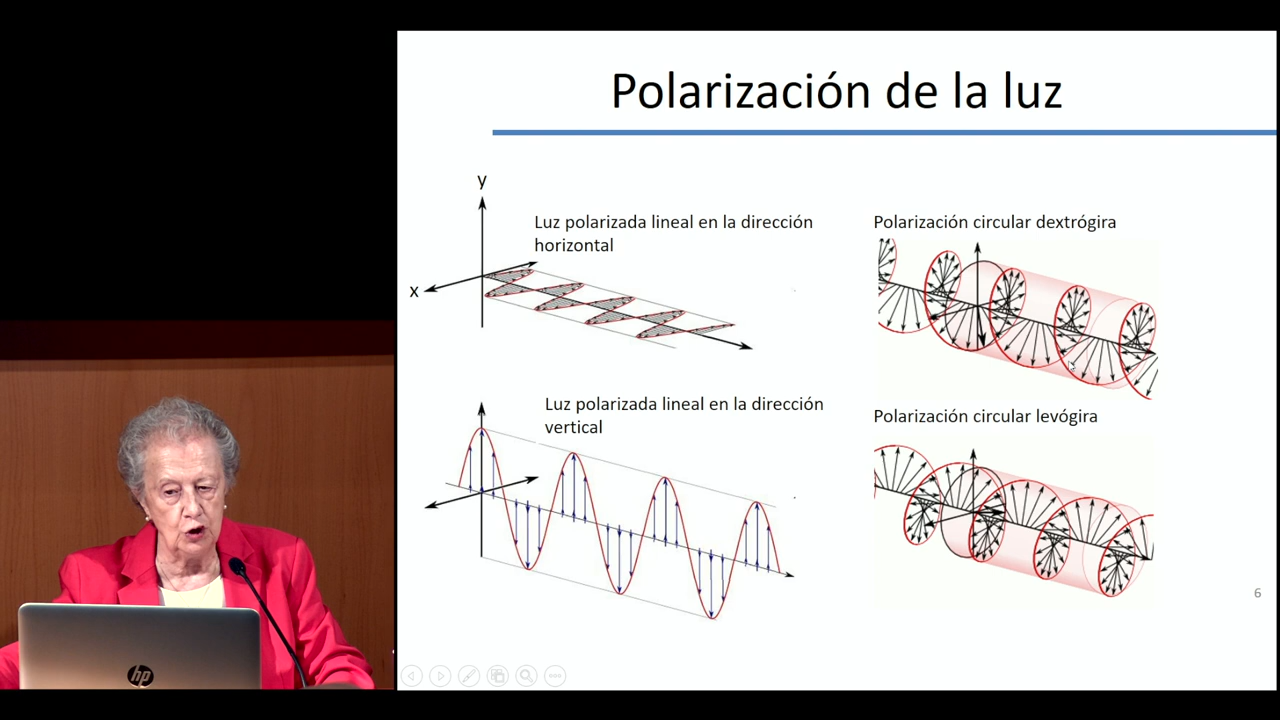 Polarización de la luz
y
Luz polarizada lineal en la dirección
horizontal
x
Polarización circular dextrógira
Luz polarizada lineal en la dirección
vertical
Polarización circular levógira
6
hp